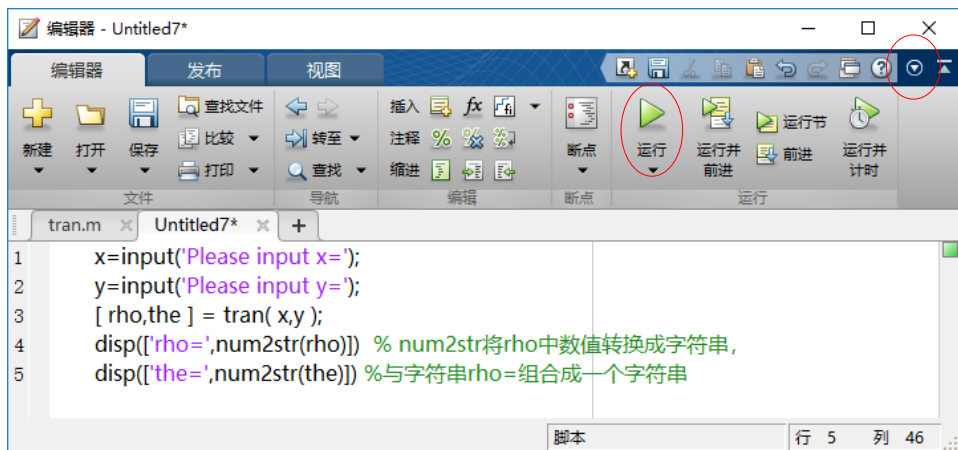 编辑器 - Untitled7*
编辑器 发布 视图
新建 打开 保存 查找文件 比较 打印
转至 查找
插入 fx fi
注释 % %
缩进
断点
运行 运行并前进 运行节 前进 运行并计时
文件 导航 编辑 断点 运行
tran.m Untitled7* +
1 x=input('Please input x=');
2 y=input('Please input y=');
3 [ rho,the ] = tran( x,y );
4 disp(['rho=',num2str(rho)]) % num2str将rho中数值转换成字符串，
5 disp(['the=',num2str(the)]) %与字符串rho=组合成一个字符串
脚本 行 5 列 46